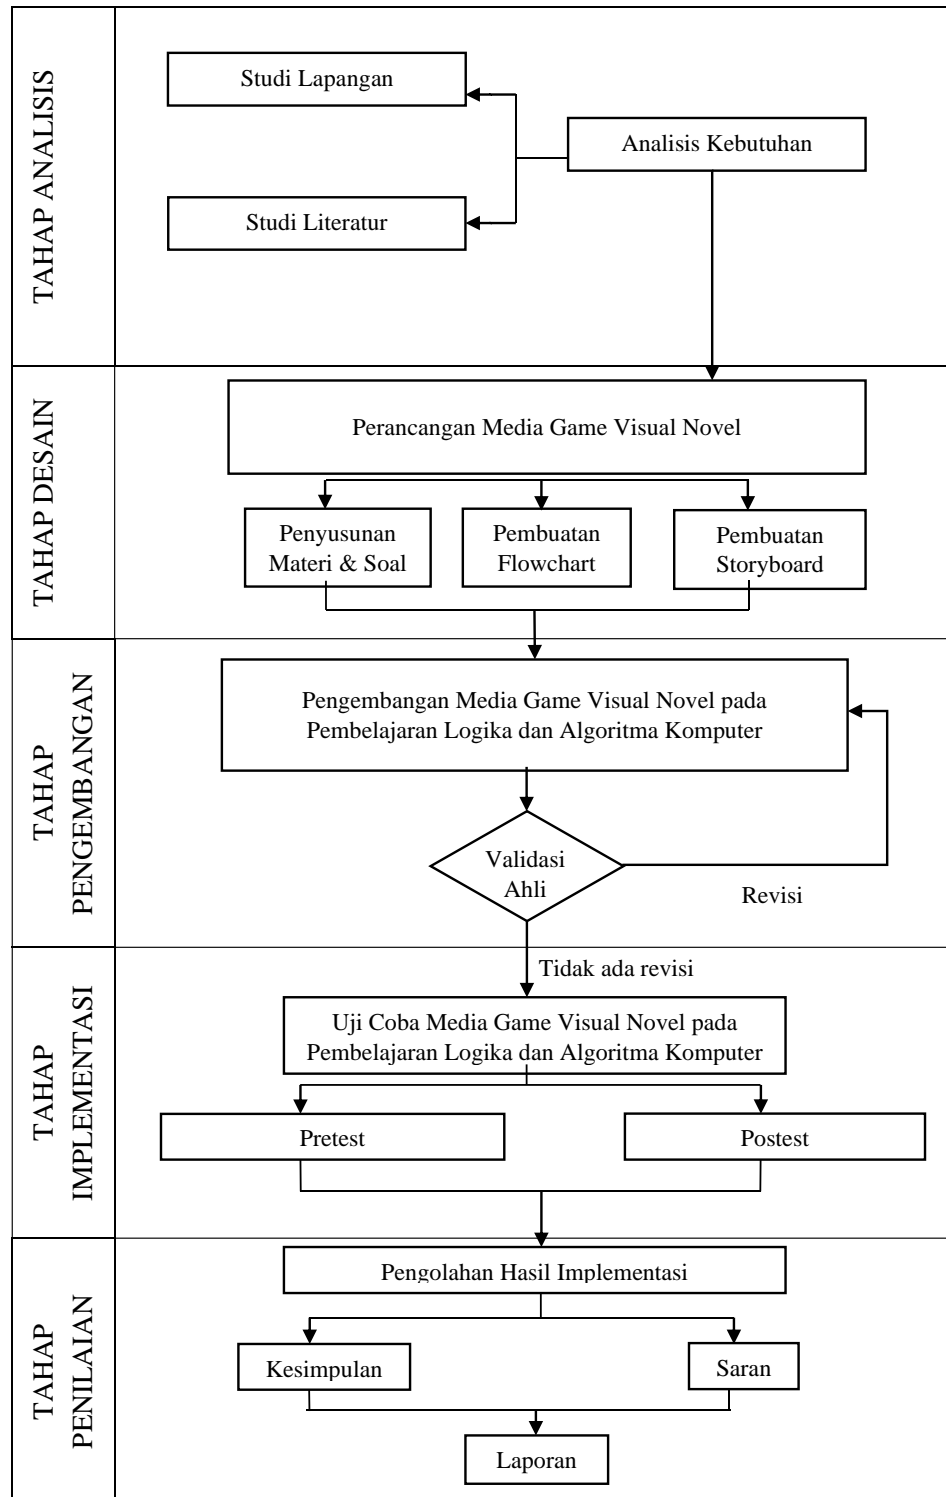 TAHAP ANALISIS
Studi Lapangan
Analisis Kebutuhan
Studi Literatur
TAHAP DESAIN
Perancangan Media Game Visual Novel
Penyusunan
Materi & Soal
Pembuatan
Flowchart
Pembuatan
Storyboard
TAHAP
PENGEMBANGAN
Pengembangan Media Game Visual Novel pada
Pembelajaran Logika dan Algoritma Komputer
Validasi
Ahli
Revisi
TAHAP
IMPLEMENTASI
Tidak ada revisi
Uji Coba Media Game Visual Novel pada
Pembelajaran Logika dan Algoritma Komputer
Pretest
Postest
TAHAP
PENILAIAN
Pengolahan Hasil Implementasi
Kesimpulan
Saran
Laporan